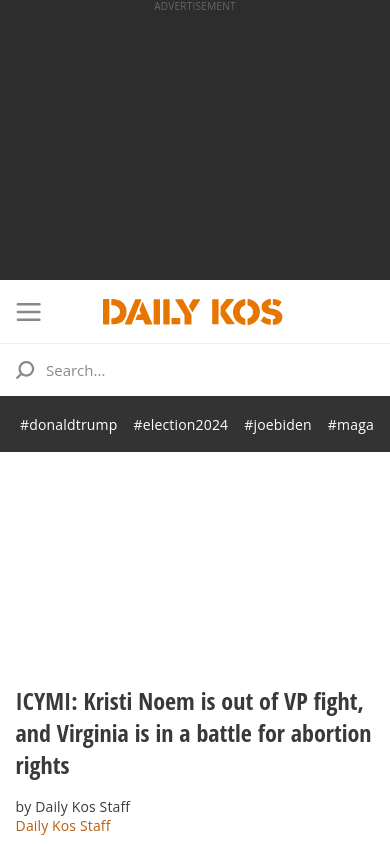 ADVERTISEMENT
DAILY KOS
Search...
#donaldtrump #election2024 #joebiden #maga
ICYMI: Kristi Noem is out of VP fight,
and Virginia is in a battle for abortion
rights
by Daily Kos Staff
Daily Kos Staff